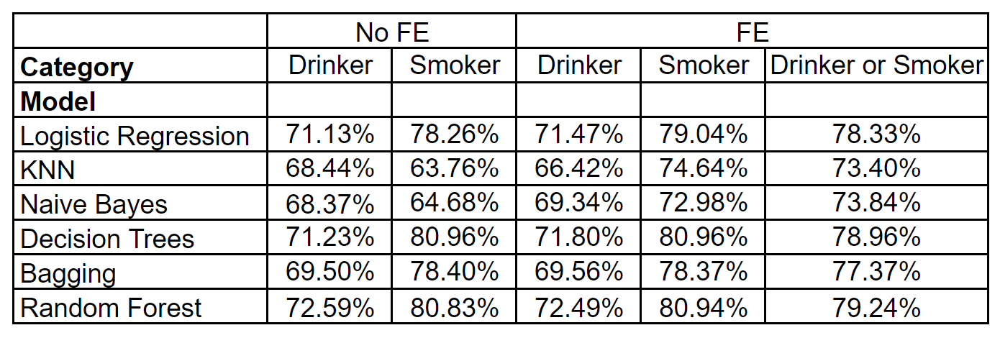 No FE FE
Category Drinker Smoker Drinker Smoker Drinker or Smoker
Model
Logistic Regression 71.13% 78.26% 71.47% 79.04% 78.33%
KNN 68.44% 63.76% 66.42% 74.64% 73.40%
Naive Bayes 68.37% 64.68% 69.34% 72.98% 73.84%
Decision Trees 71.23% 80.96% 71.80% 80.96% 78.96%
Bagging 69.50% 78.40% 69.56% 78.37% 77.37%
Random Forest 72.59% 80.83% 72.49% 80.94% 79.24%